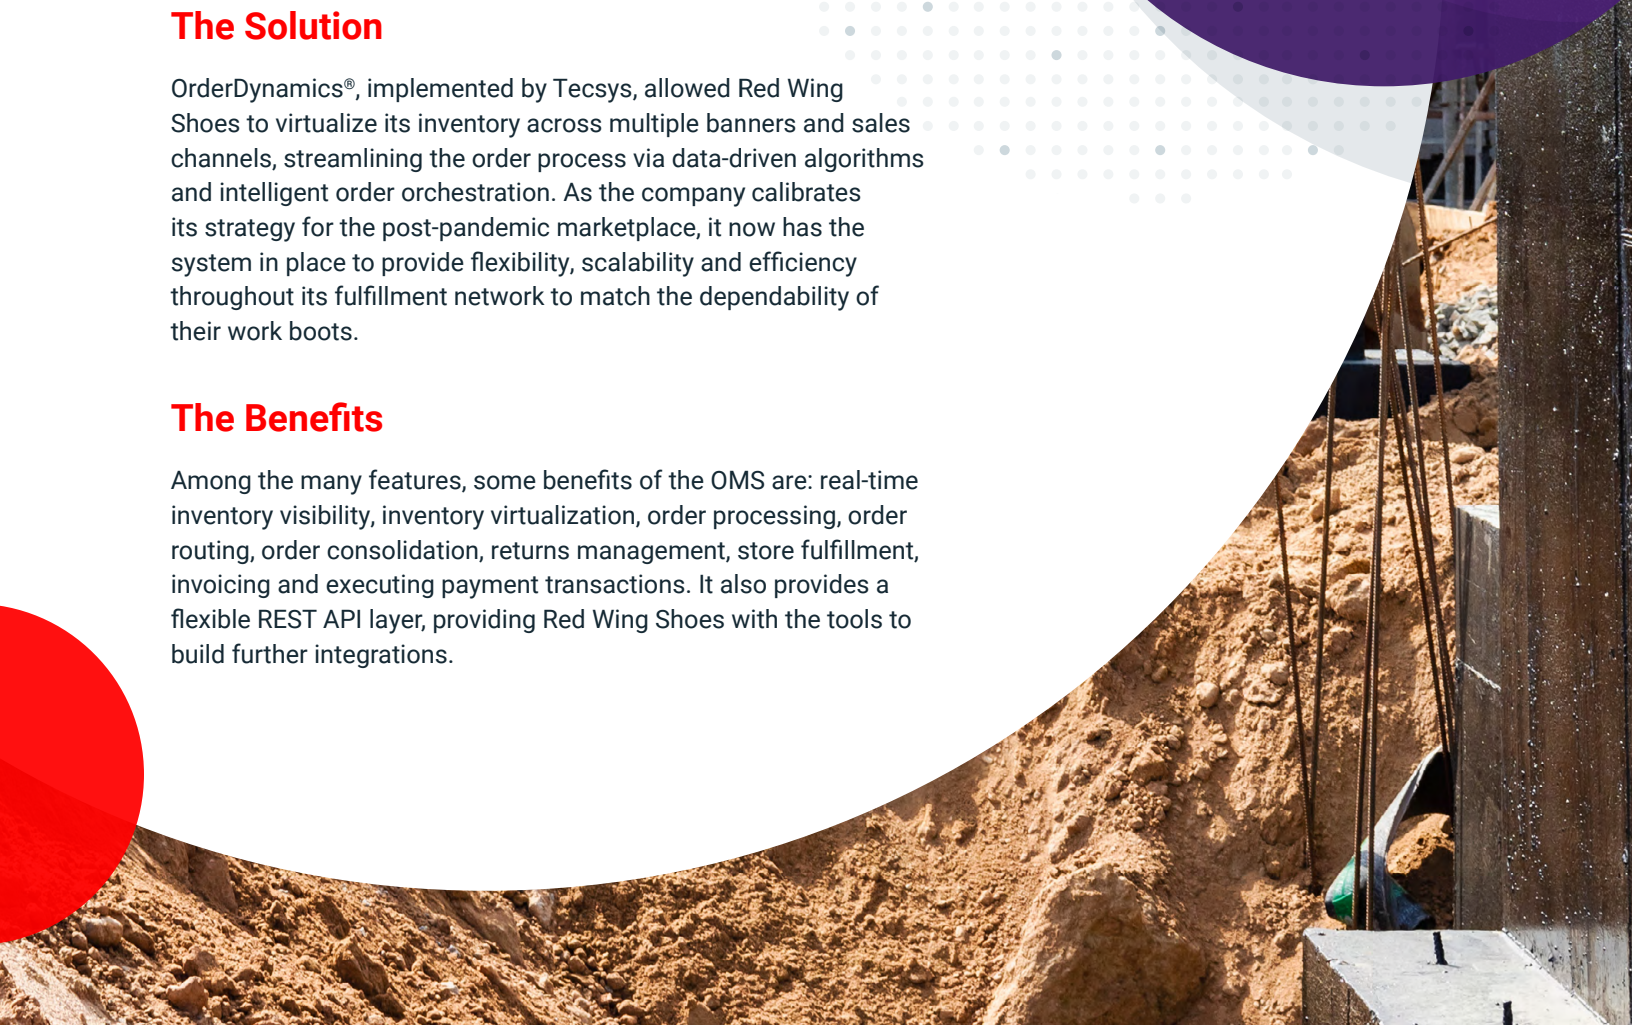 The Solution
OrderDynamics®, implemented by Tecsys, allowed Red Wing
Shoes to virtualize its inventory across multiple banners and sales
channels, streamlining the order process via data-driven algorithms
and intelligent order orchestration. As the company calibrates
its strategy for the post-pandemic marketplace, it now has the
system in place to provide flexibility, scalability and efficiency
throughout its fulfillment network to match the dependability of
their work boots.
The Benefits
Among the many features, some benefits of the OMS are: real-time
inventory visibility, inventory virtualization, order processing, order
routing, order consolidation, returns management, store fulfillment,
invoicing and executing payment transactions. It also provides a
flexible REST API layer, providing Red Wing Shoes with the tools to
build further integrations.